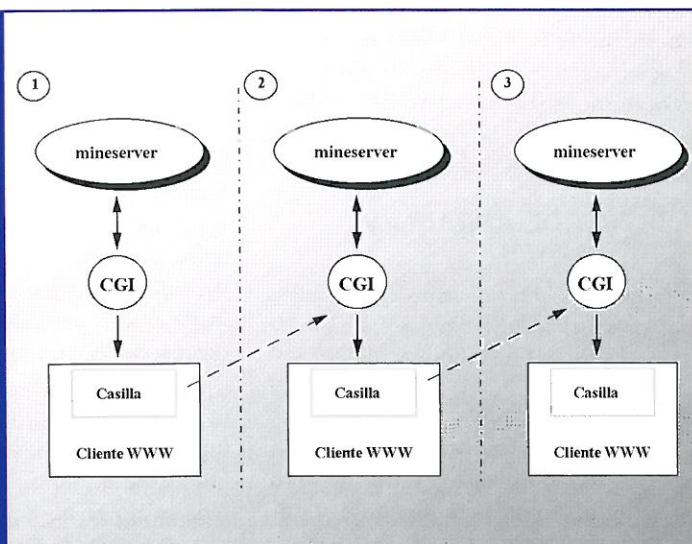 1 2 3
mineserver mineserver mineserver
CGI CGI CGI
Casilla Casilla Casilla
Cliente WWW Cliente WWW Cliente WWW